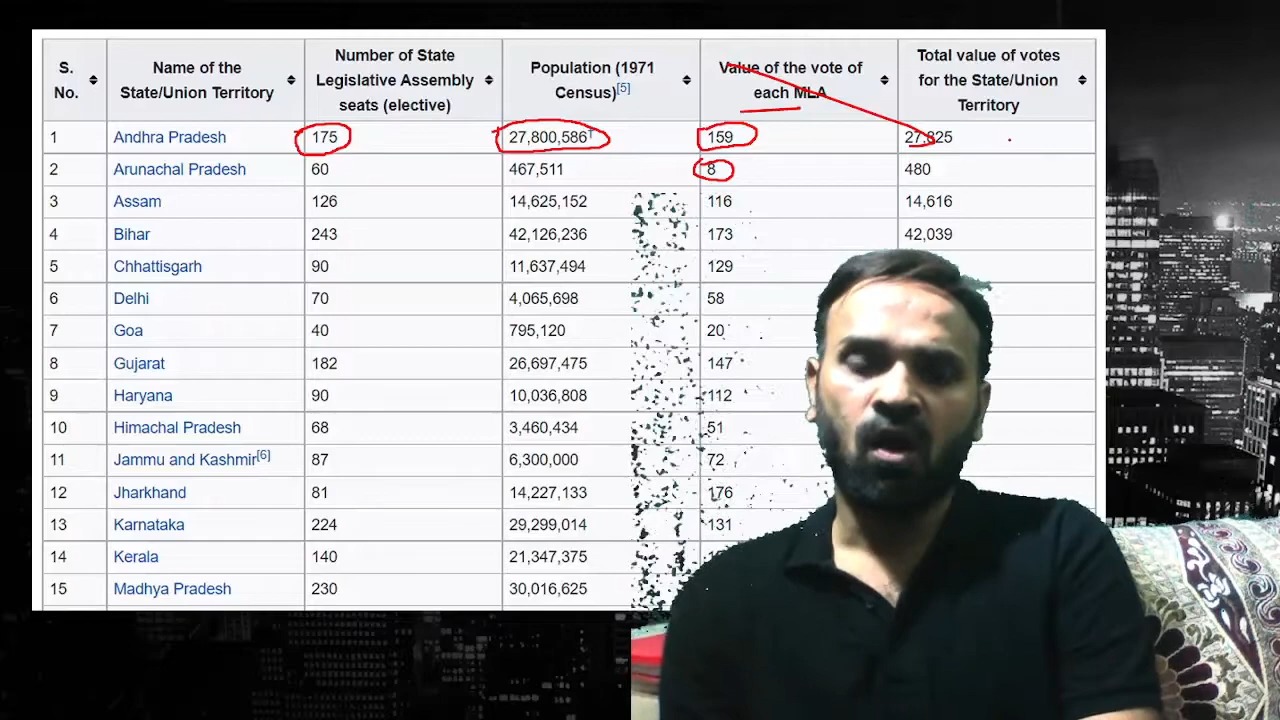 S. No. Name of the State/Union Territory Number of State Legislative Assembly seats (elective) Population (1971 Census)[5] Value of the vote of each MLA Total value of votes for the State/Union Territory
1 Andhra Pradesh 175 27,800,586† 159 27,825
2 Arunachal Pradesh 60 467,511 8 480
3 Assam 126 14,625,152 116 14,616
4 Bihar 243 42,126,236 173 42,039
5 Chhattisgarh 90 11,637,494 129
6 Delhi 70 4,065,698 58
7 Goa 40 795,120 20
8 Gujarat 182 26,697,475 147
9 Haryana 90 10,036,808 112
10 Himachal Pradesh 68 3,460,434 51
11 Jammu and Kashmir[6] 87 6,300,000 72
12 Jharkhand 81 14,227,133 176
13 Karnataka 224 29,299,014 131
14 Kerala 140 21,347,375
15 Madhya Pradesh 230 30,016,625